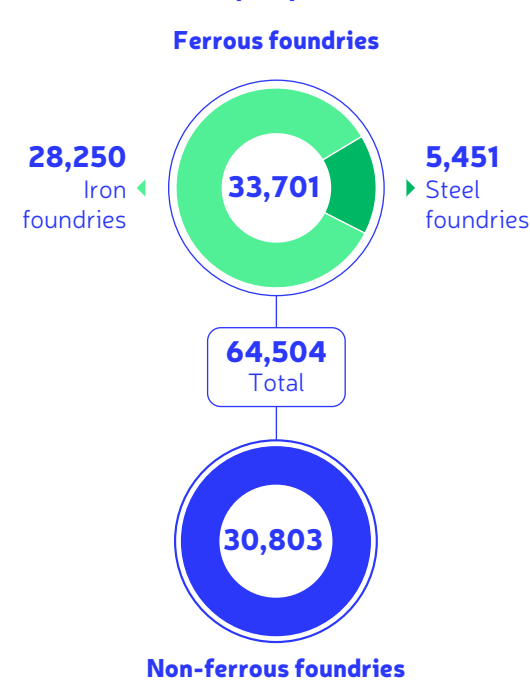 Ferrous foundries
28,250
Iron
foundries
33,701
5,451
Steel
foundries
64,504
Total
30,803
Non-ferrous foundries